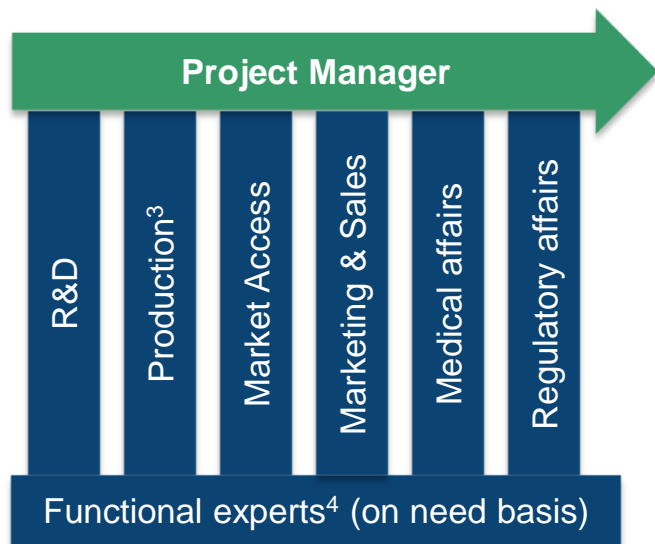 Project Manager
R&D
Production³
Market Access
Marketing & Sales
Medical affairs
Regulatory affairs
Functional experts⁴ (on need basis)